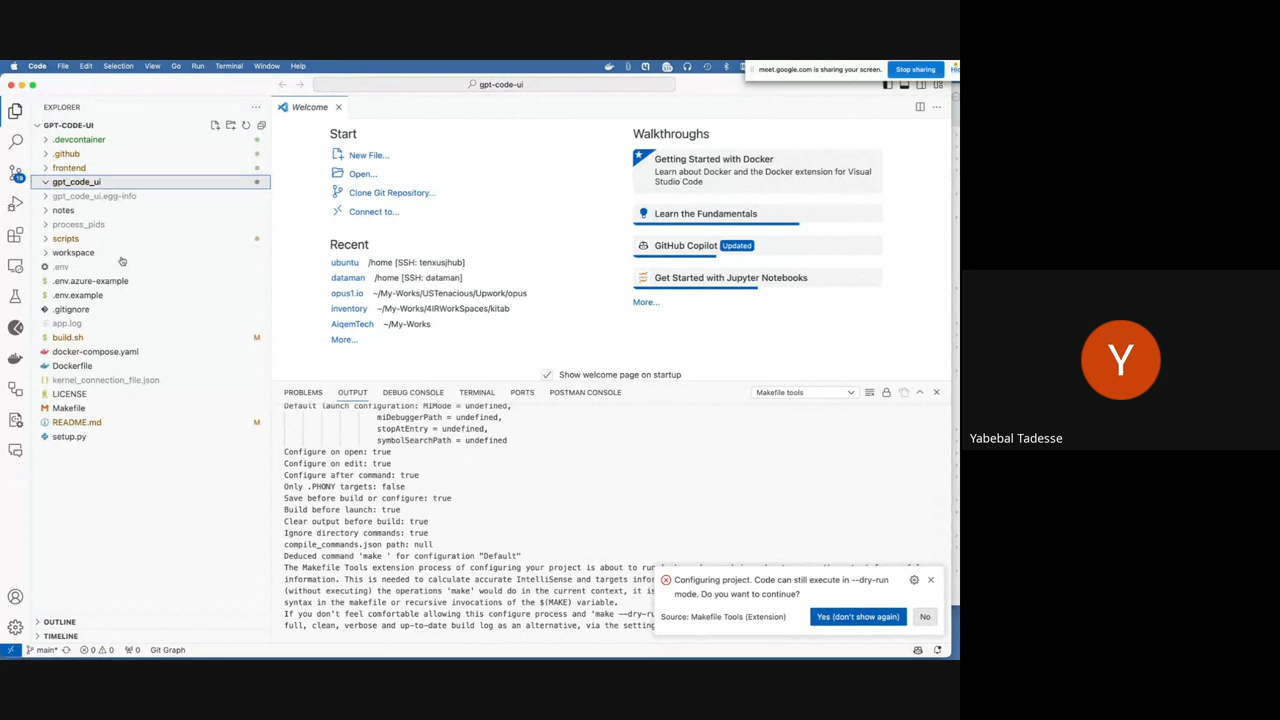 Code File Edit Selection View Go Run Terminal Window Help
meet.google.com is sharing your screen. Stop sharing
gpt-code-ui
EXPLORER
GPT-CODE-UI
.devcontainer
.github
frontend
gpt_code_ui
gpt_code_ui.egg-info
notes
process_pids
scripts
workspace
.env
.env.azure-example
.env.example
.gitignore
app.log
build.sh M
docker-compose.yaml
Dockerfile
kernel_connection_file.json
LICENSE
Makefile
README.md M
setup.py
OUTLINE
TIMELINE
Welcome
Start
New File...
Open...
Clone Git Repository...
Connect to...
Recent
ubuntu /home [SSH: tenxusjhub]
dataman /home [SSH: dataman]
opus1.io ~/My-Works/USTenacious/Upwork/opus
inventory ~/My-Works/4IRWorkSpaces/kitab
AiqemTech ~/My-Works
More...
Walkthroughs
Getting Started with Docker
Learn about Docker and the Docker extension for Visual
Studio Code
Learn the Fundamentals
GitHub Copilot Updated
Get Started with Jupyter Notebooks
More...
Show welcome page on startup
PROBLEMS OUTPUT DEBUG CONSOLE TERMINAL PORTS POSTMAN CONSOLE Makefile tools
Default launch configuration: MIMode = undefined,
miDebuggerPath = undefined,
stopAtEntry = undefined,
symbolSearchPath = undefined
Configure on open: true
Configure on edit: true
Configure after command: true
Only .PHONY targets: false
Save before build or configure: true
Build before launch: true
Clear output before build: true
Ignore directory commands: true
compile_commands.json path: null
Deduced command "make " for configuration "Default"
The Makefile Tools extension process of configuring your project is about to run
information. This is needed to calculate accurate IntelliSense and targets infor
(without executing) the operations 'make' would do in the current context, it is
syntax in the makefile or recursive invocations of the $(MAKE) variable.
If you don't feel comfortable allowing this configure process and 'make --dry-ru
full, clean, verbose and up-to-date build log as an alternative, via the setting
Configuring project. Code can still execute in --dry-run
mode. Do you want to continue?
Source: Makefile Tools (Extension) Yes (don't show again) No
19
main* 0 0 0 Git Graph
Y
Yabebal Tadesse